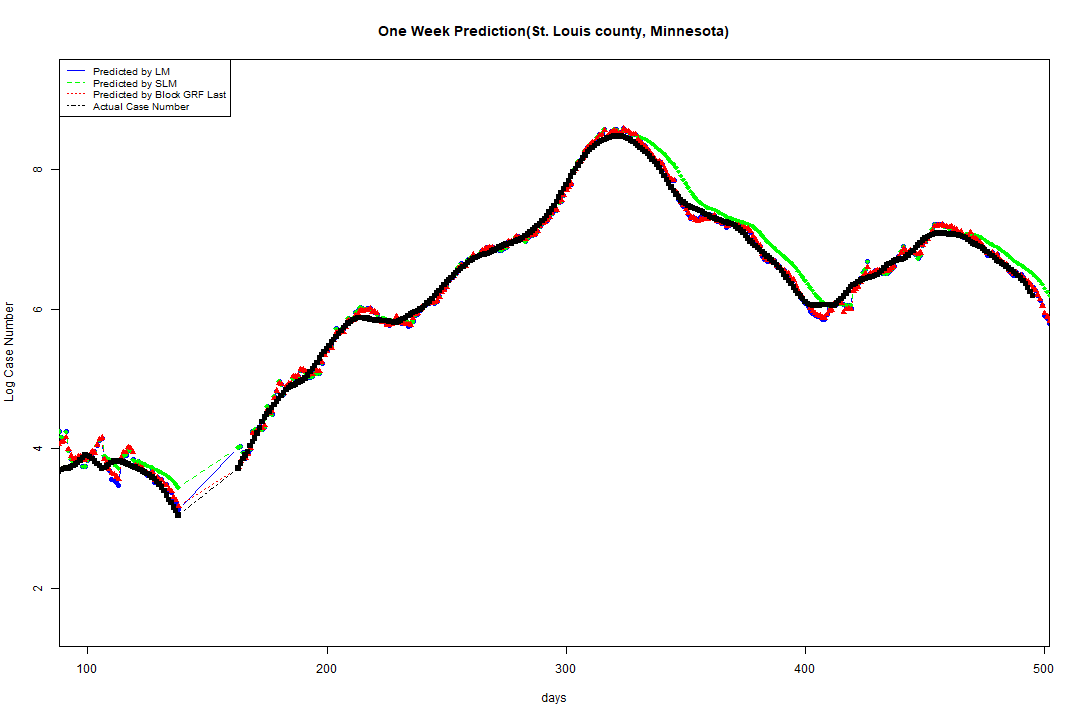 One Week Prediction(St. Louis county, Minnesota)
Predicted by LM
Predicted by SLM
Predicted by Block GRF Last
Actual Case Number
Log Case Number
8
6
4
2
100 200 300 400 500
days